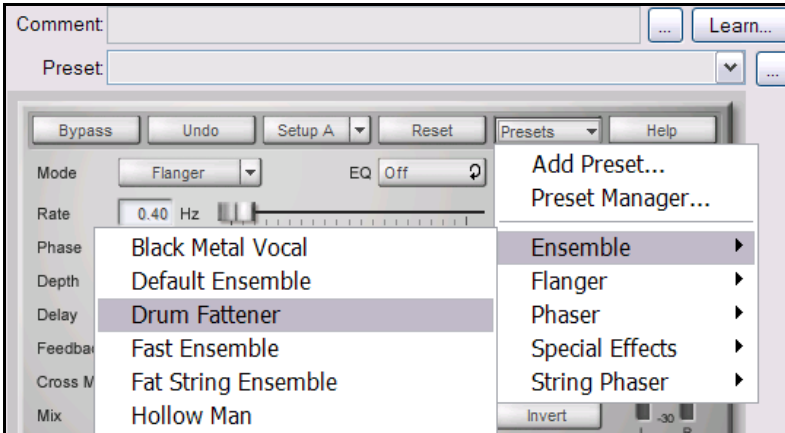 Comment:
...
Learn...
Preset:
...
Bypass Undo Setup A Reset Presets Help
Mode Flanger EQ Off
Add Preset...
Rate 0.40 Hz
Preset Manager...
Phase
Black Metal Vocal
Ensemble
Depth
Default Ensemble
Flanger
Delay
Drum Fattener
Phaser
Fast Ensemble
Special Effects
Fat String Ensemble
String Phaser
Mix
Hollow Man
Invert
-30